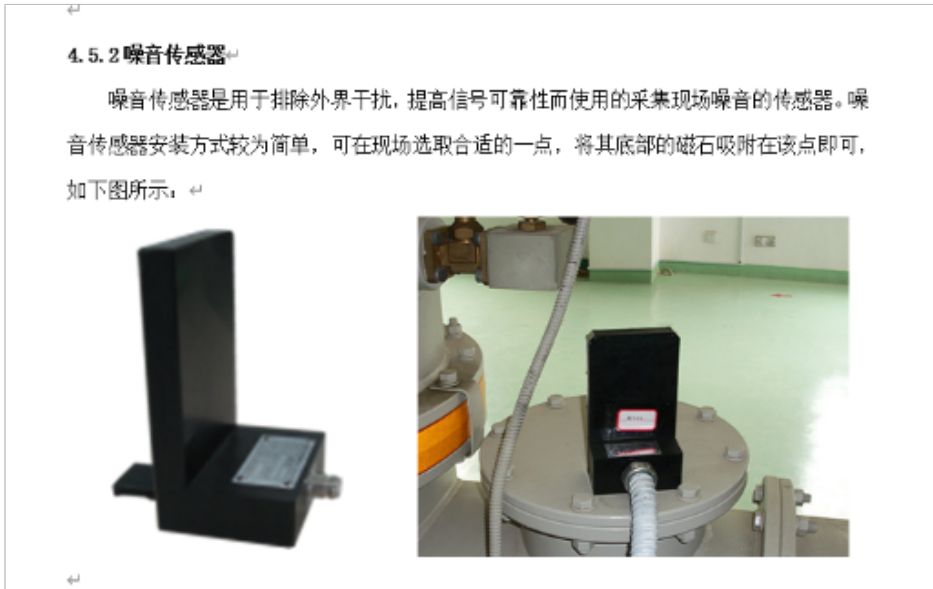 4.5.2噪音传感器
噪音传感器是用于排除外界干扰，提高信号可靠性而使用的采集现场噪音的传感器。噪
音传感器安装方式较为简单，可在现场选取合适的一点，将其底部的磁石吸附在该点即可，
如下图所示：